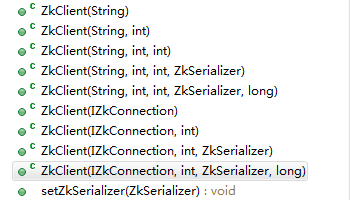 ZkClient(String)
ZkClient(String, int)
ZkClient(String, int, int)
ZkClient(String, int, int, ZkSerializer)
ZkClient(String, int, int, ZkSerializer, long)
ZkClient(IZkConnection)
ZkClient(IZkConnection, int)
ZkClient(IZkConnection, int, ZkSerializer)
ZkClient(IZkConnection, int, ZkSerializer, long)
setZkSerializer(ZkSerializer) : void